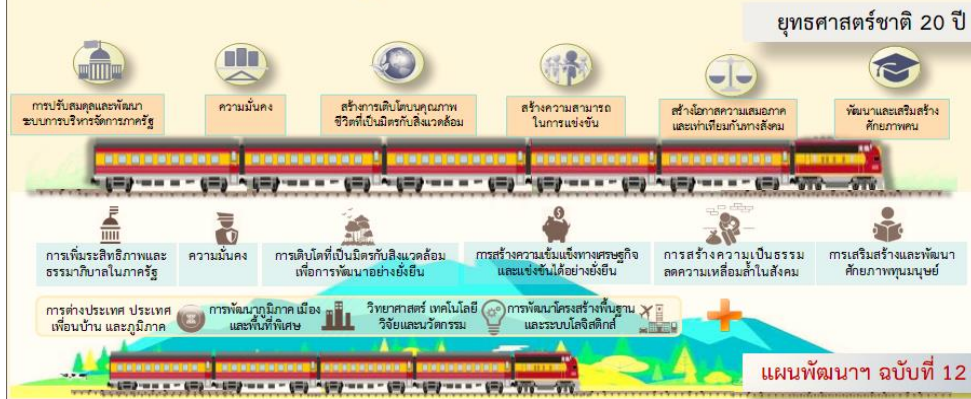 ยุทธศาสตร์ชาติ 20 ปี
การปรับสมดุลและพัฒนา
ระบบการบริหารจัดการภาครัฐ
ความมั่นคง
สร้างการเติบโตบนคุณภาพ
ชีวิตที่เป็นมิตรกับสิ่งแวดล้อม
สร้างความสามารถ
ในการแข่งขัน
สร้างโอกาสความเสมอภาค
และเท่าเทียมกันทางสังคม
พัฒนาและเสริมสร้าง
ศักยภาพคน
การเพิ่มประสิทธิภาพและ
ธรรมาภิบาลในภาครัฐ
ความมั่นคง
การเติบโตที่เป็นมิตรกับสิ่งแวดล้อม
เพื่อการพัฒนาอย่างยั่งยืน
การสร้างความเข้มแข็งทางเศรษฐกิจ
และแข่งขันได้อย่างยั่งยืน
การสร้างความเป็นธรรม
ลดความเหลื่อมล้ำในสังคม
การเสริมสร้างและพัฒนา
ศักยภาพทุนมนุษย์
การต่างประเทศ ประเทศ
เพื่อนบ้าน และภูมิภาค
การพัฒนาภูมิภาค เมือง
และพื้นที่พิเศษ
วิทยาศาสตร์ เทคโนโลยี
วิจัยและนวัตกรรม
การพัฒนาโครงสร้างพื้นฐาน
และระบบโลจิสติกส์
แผนพัฒนาฯ ฉบับที่ 12